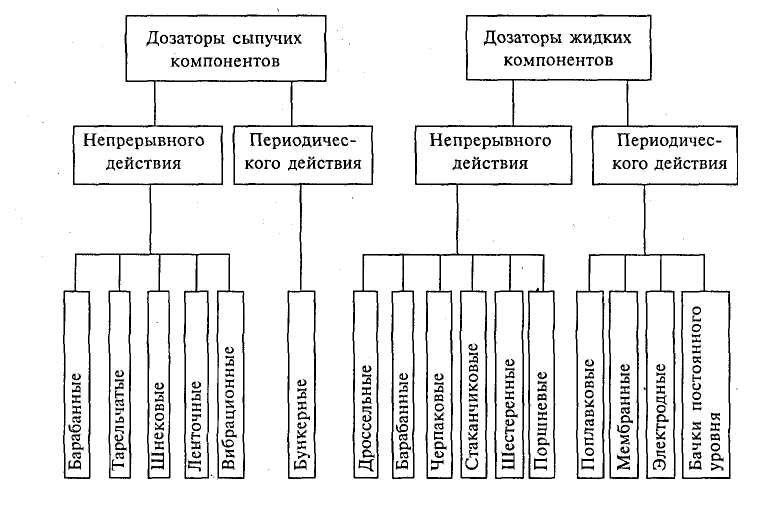 Дозаторы сыпучих
компонентов
Дозаторы жидких
компонентов
Непрерывного
действия
Периодичес-
кого действия
Непрерывного
действия
Периодичес-
кого действия
Барабанные
Тарельчатые
Шнековые
Ленточные
Вибрационные
Бункерные
Дроссельные
Барабанные
Черпаковые
Стаканчиковые
Шестеренные
Поршневые
Поплавковые
Мембранные
Электродные
Бачки постоянного
уровня